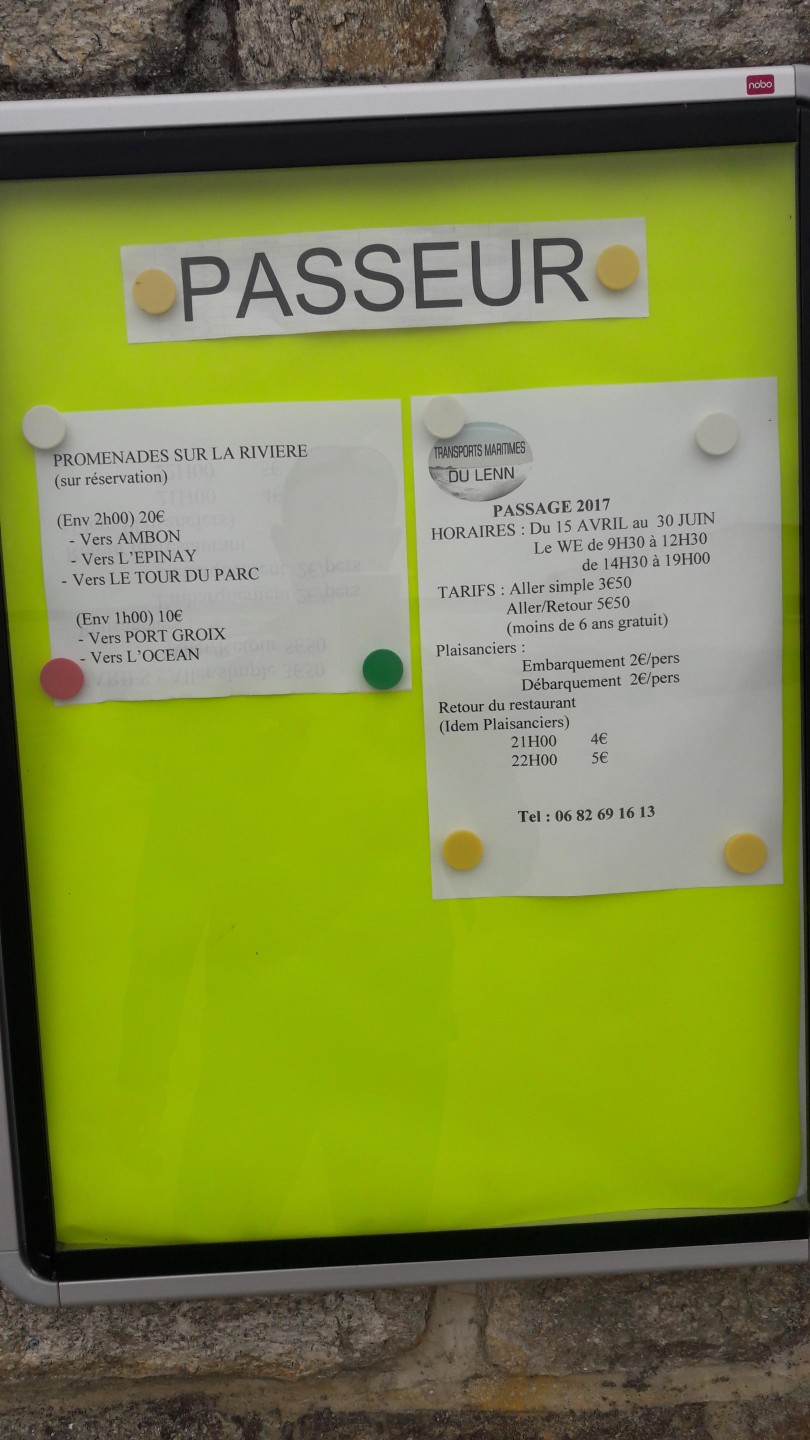 nobo
PASSEUR
PROMENADES SUR LA RIVIERE
(sur réservation)
(Env 2h00) 20€
- Vers AMBON
- Vers L'EPINAY
- Vers LE TOUR DU PARC
(Env 1h00) 10€
- Vers PORT GROIX
- Vers L'OCEAN
TRANSPORTS MARITIMES
DU LENN
PASSAGE 2017
HORAIRES : Du 15 AVRIL au 30 JUIN
Le WE de 9H30 à 12H30
de 14H30 à 19H00
TARIFS : Aller simple 3€50
Aller/Retour 5€50
(moins de 6 ans gratuit)
Plaisanciers :
Embarquement 2€/pers
Débarquement 2€/pers
Retour du restaurant
(Idem Plaisanciers)
21H00 4€
22H00 5€
Tel : 06 82 69 16 13